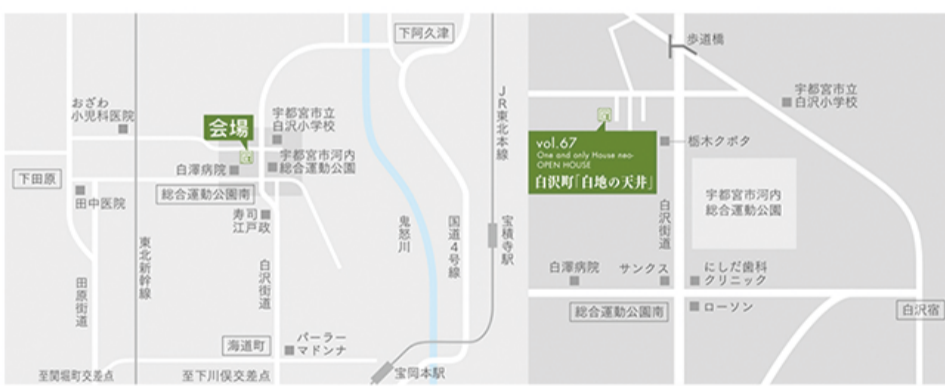 下阿久津
おざわ
小児科医院
会場
宇都宮市立
白沢小学校
白澤病院
宇都宮市河内
総合運動公園
下田原
総合運動公園南
田中医院
寿司
江戸政
東北新幹線
田原街道
白沢街道
鬼怒川
国道4号線
JR東北本線
宝積寺駅
海道町
パーラー
マドンナ
至関堀町交差点
至下川俣交差点
宝岡本駅
歩道橋
宇都宮市立
白沢小学校
栃木クボタ
vol.67
One and only House neo-
OPEN HOUSE
白沢町「白地の天井」
白沢街道
宇都宮市河内
総合運動公園
白澤病院
サンクス
にしだ歯科
クリニック
総合運動公園南
ローソン
白沢宿